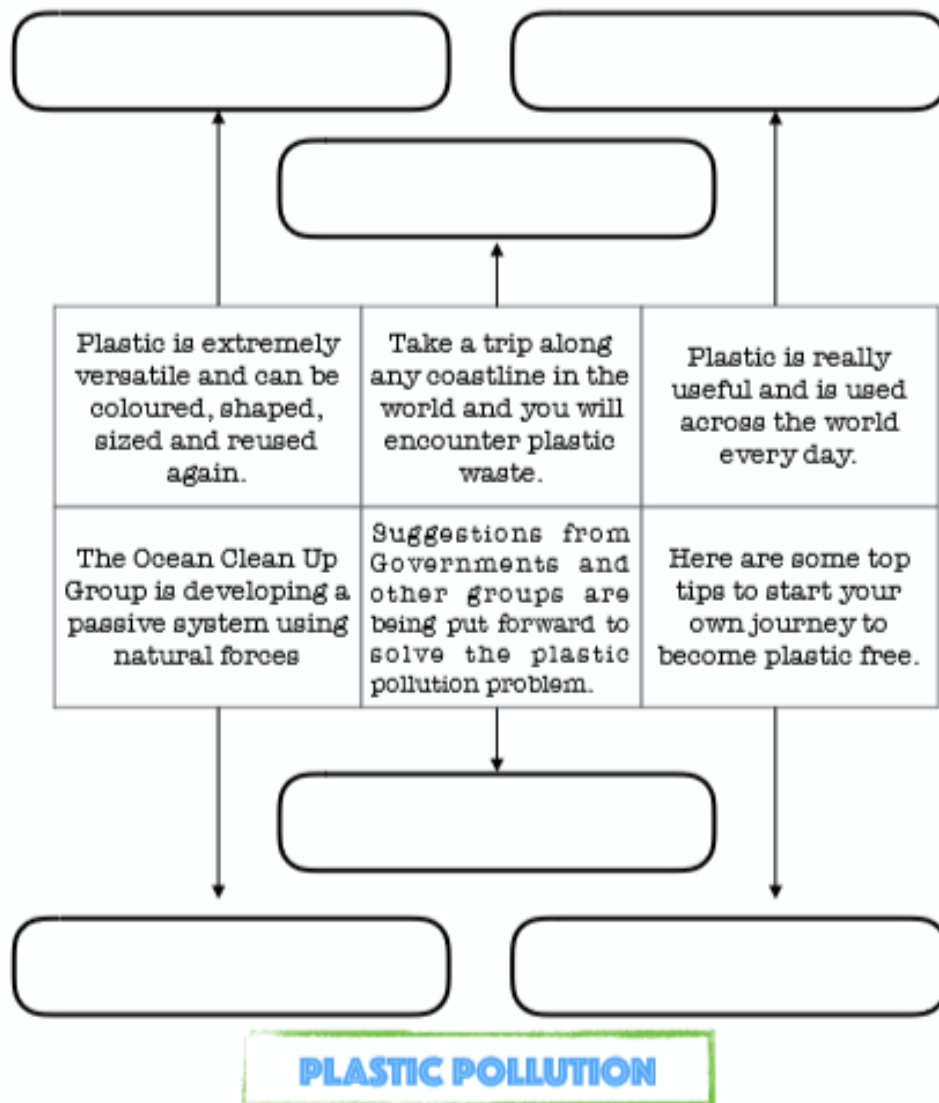 Plastic is extremely
versatile and can be
coloured, shaped,
sized and reused
again.
Take a trip along
any coastline in the
world and you will
encounter plastic
waste.
Plastic is really
useful and is used
across the world
every day.
The Ocean Clean Up
Group is developing a
passive system using
natural forces
Suggestions from
Governments and
other groups are
being put forward to
solve the plastic
pollution problem.
Here are some top
tips to start your
own journey to
become plastic free.
PLASTIC POLLUTION